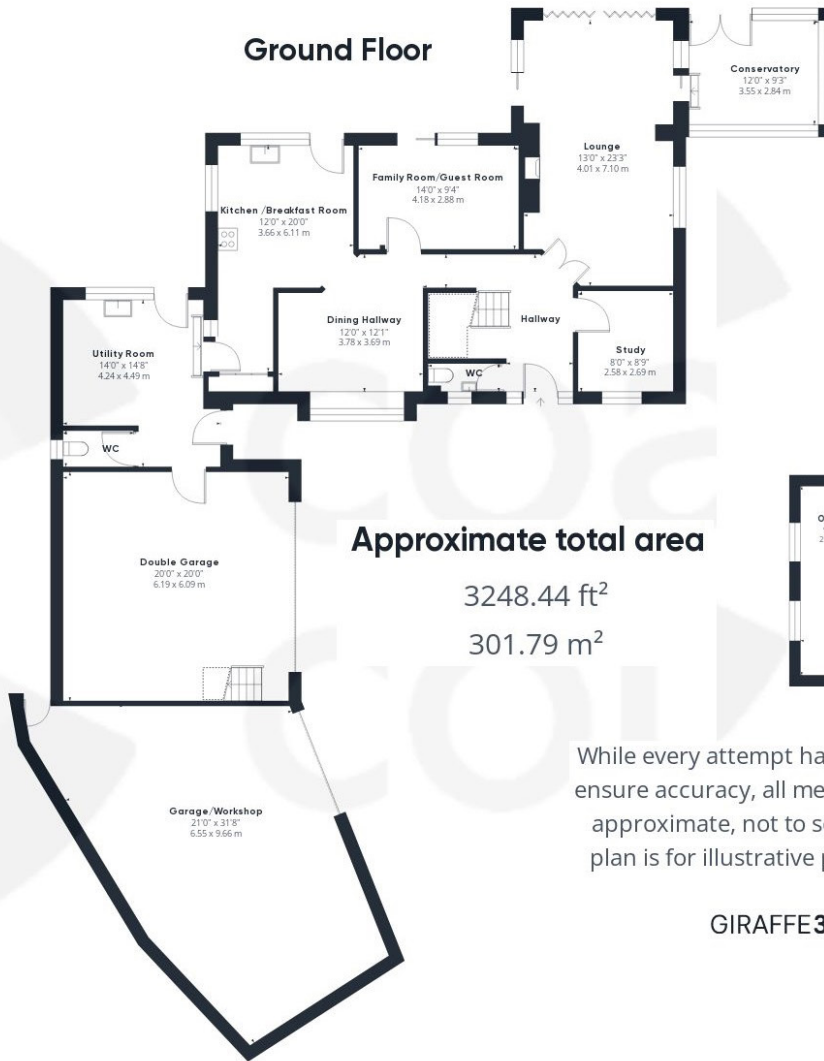 Ground Floor
Conservatory
12'0" x 9'3"
3.55 x 2.84 m
Lounge
13'0" x 23'3"
4.01 x 7.10 m
Family Room/Guest Room
14'0" x 9'4"
4.18 x 2.88 m
Kitchen /Breakfast Room
12'0" x 20'0"
3.66 x 6.11 m
Dining Hallway
12'0" x 12'1"
3.78 x 3.69 m
Hallway
Utility Room
14'0" x 14'8"
4.24 x 4.49 m
Study
8'0" x 8'9"
2.58 x 2.69 m
WC
WC
Double Garage
20'0" x 20'0"
6.19 x 6.09 m
Approximate total area
3248.44 ft²
301.79 m²
Garage/Workshop
21'0" x 31'8"
6.55 x 9.66 m
While every attempt ha
ensure accuracy, all me
approximate, not to s
plan is for illustrative
GIRAFFE3